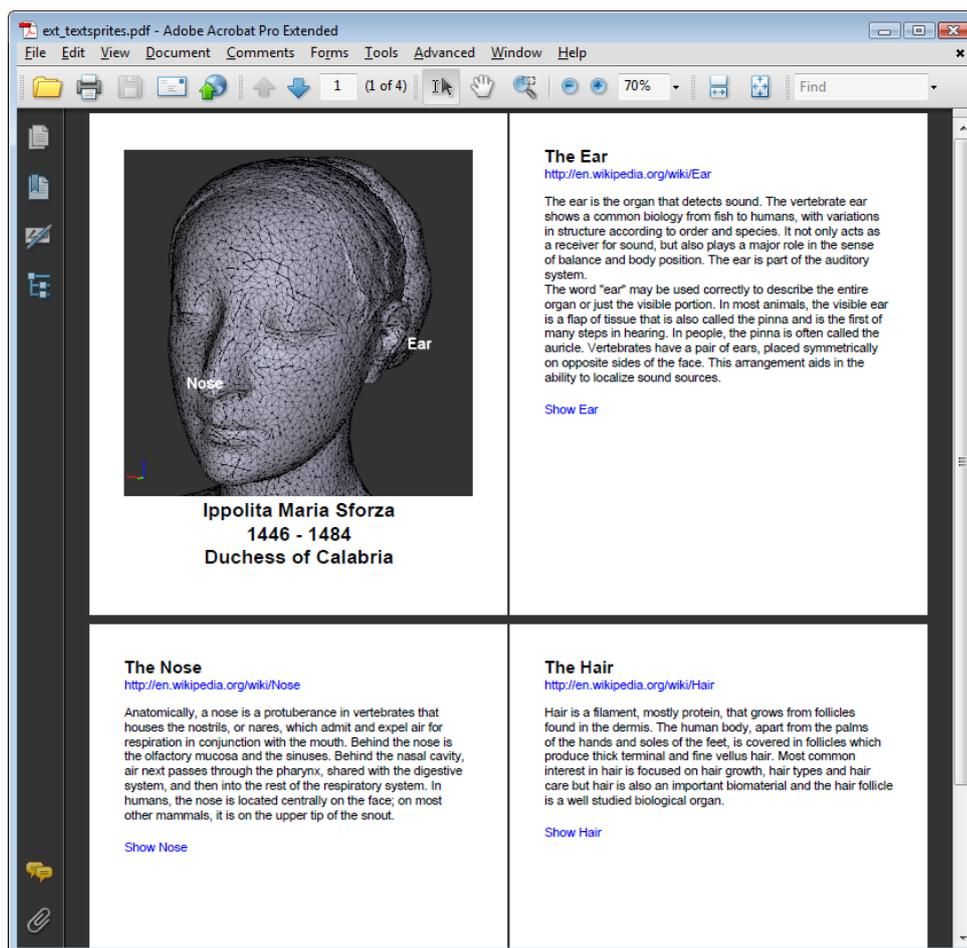 ext_textsprites.pdf - Adobe Acrobat Pro Extended
File Edit View Document Comments Forms Tools Advanced Window Help
1 (1 of 4) 70% Find
Nose
Ear
Ippolita Maria Sforza
1446 - 1484
Duchess of Calabria
The Ear
http://en.wikipedia.org/wiki/Ear
The ear is the organ that detects sound. The vertebrate ear
shows a common biology from fish to humans, with variations
in structure according to order and species. It not only acts as
a receiver for sound, but also plays a major role in the sense
of balance and body position. The ear is part of the auditory
system.
The word "ear" may be used correctly to describe the entire
organ or just the visible portion. In most animals, the visible ear
is a flap of tissue that is also called the pinna and is the first of
many steps in hearing. In people, the pinna is often called the
auricle. Vertebrates have a pair of ears, placed symmetrically
on opposite sides of the face. This arrangement aids in the
ability to localize sound sources.
Show Ear
The Nose
http://en.wikipedia.org/wiki/Nose
Anatomically, a nose is a protuberance in vertebrates that
houses the nostrils, or nares, which admit and expel air for
respiration in conjunction with the mouth. Behind the nose is
the olfactory mucosa and the sinuses. Behind the nasal cavity,
air next passes through the pharynx, shared with the digestive
system, and then into the rest of the respiratory system. In
humans, the nose is located centrally on the face; on most
other mammals, it is on the upper tip of the snout.
Show Nose
The Hair
http://en.wikipedia.org/wiki/Hair
Hair is a filament, mostly protein, that grows from follicles
found in the dermis. The human body, apart from the palms
of the hands and soles of the feet, is covered in follicles which
produce thick terminal and fine vellus hair. Most common
interest in hair is focused on hair growth, hair types and hair
care but hair is also an important biomaterial and the hair follicle
is a well studied biological organ.
Show Hair